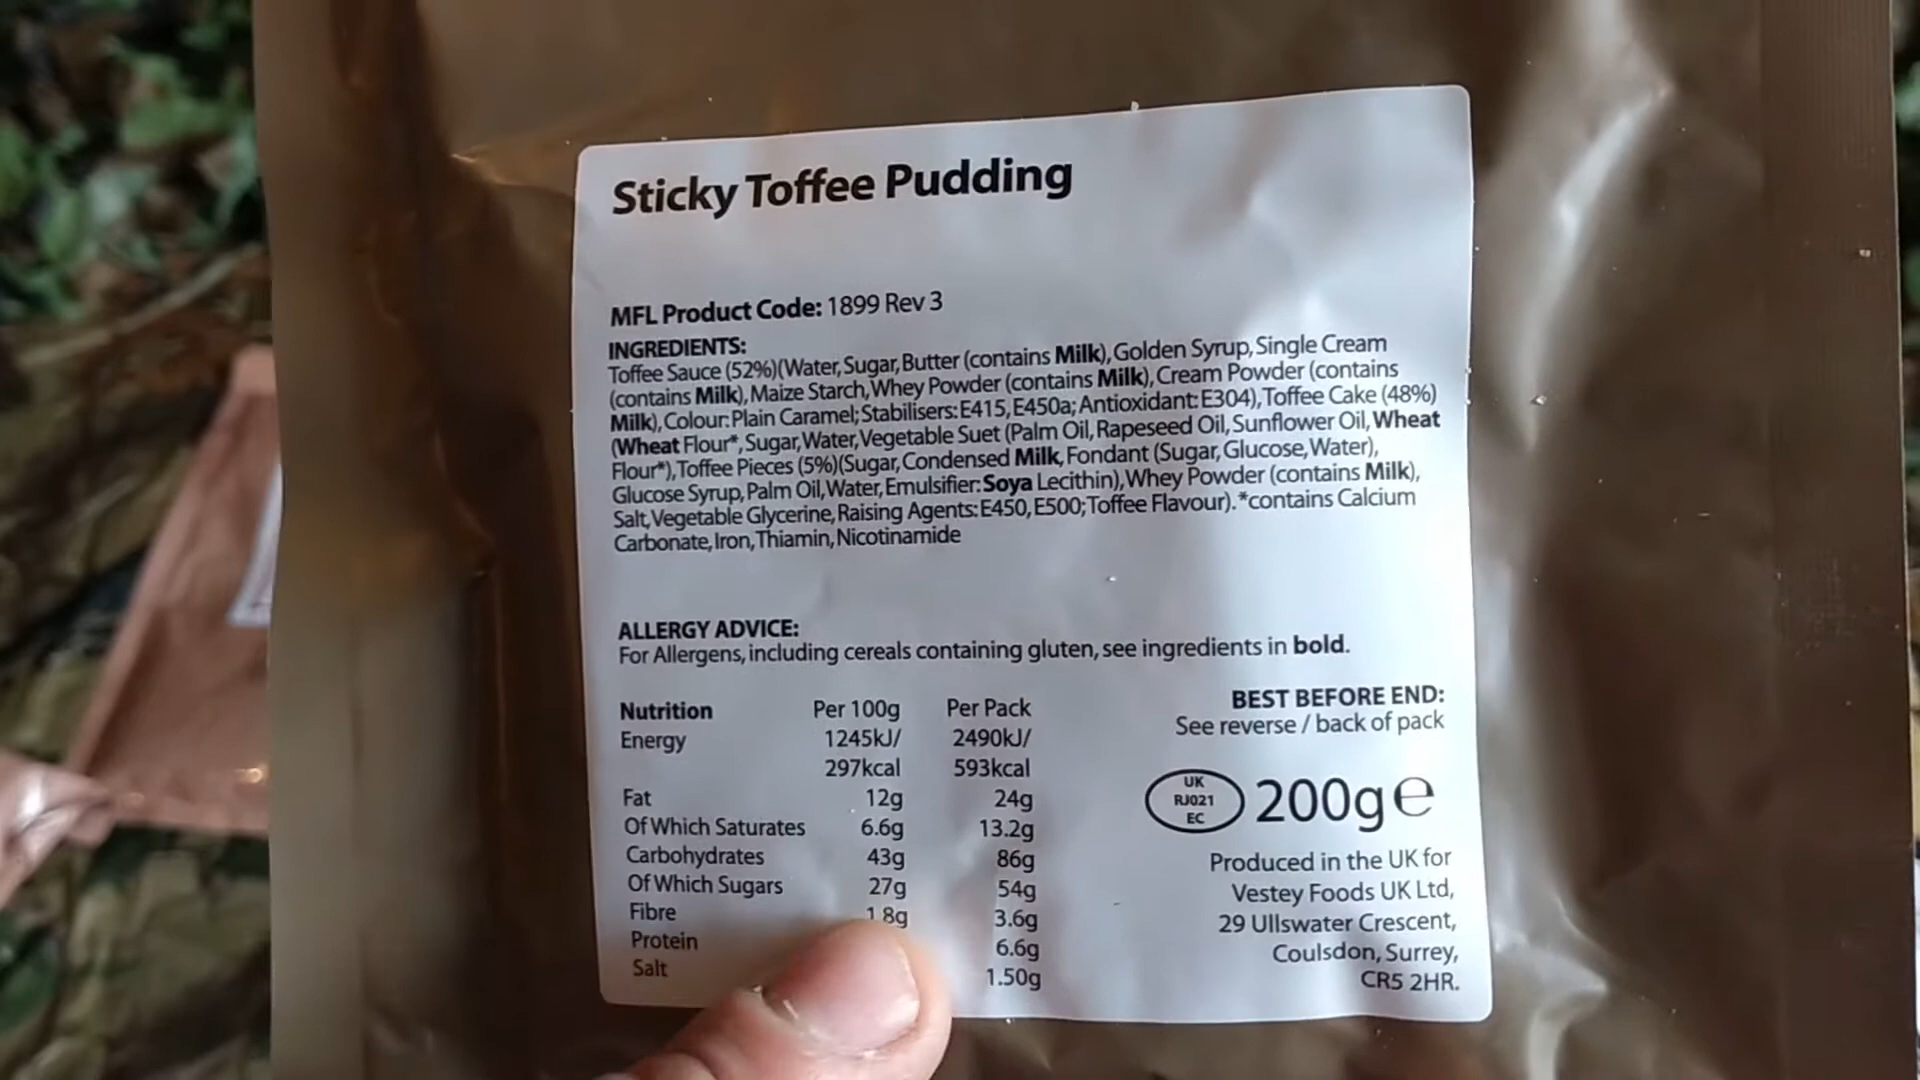 Sticky Toffee Pudding
MFL Product Code: 1899 Rev 3
INGREDIENTS:
Toffee Sauce (52%)(Water, Sugar, Butter (contains Milk), Golden Syrup, Single Cream
(contains Milk), Maize Starch, Whey Powder (contains Milk), Cream Powder (contains
Milk), Colour: Plain Caramel; Stabilisers: E415, E450a; Antioxidant: E304), Toffee Cake (48%)
(Wheat Flour*, Sugar, Water, Vegetable Suet (Palm Oil, Rapeseed Oil, Sunflower Oil, Wheat
Flour*), Toffee Pieces (5%)(Sugar, Condensed Milk, Fondant (Sugar, Glucose, Water),
Glucose Syrup, Palm Oil, Water, Emulsifier: Soya Lecithin), Whey Powder (contains Milk),
Salt, Vegetable Glycerine, Raising Agents: E450, E500; Toffee Flavour). *contains Calcium
Carbonate, Iron, Thiamin, Nicotinamide
ALLERGY ADVICE:
For Allergens, including cereals containing gluten, see ingredients in bold.
Nutrition Per 100g Per Pack
Energy 1245kJ/ 2490kJ/
297kcal 593kcal
Fat 12g 24g
Of Which Saturates 6.6g 13.2g
Carbohydrates 43g 86g
Of Which Sugars 27g 54g
Fibre 1.8g 3.6g
Protein 6.6g
Salt 1.50g
BEST BEFORE END:
See reverse / back of pack
UK
RJ021
EC
200g e
Produced in the UK for
Vestey Foods UK Ltd,
29 Ullswater Crescent,
Coulsdon, Surrey,
CR5 2HR.